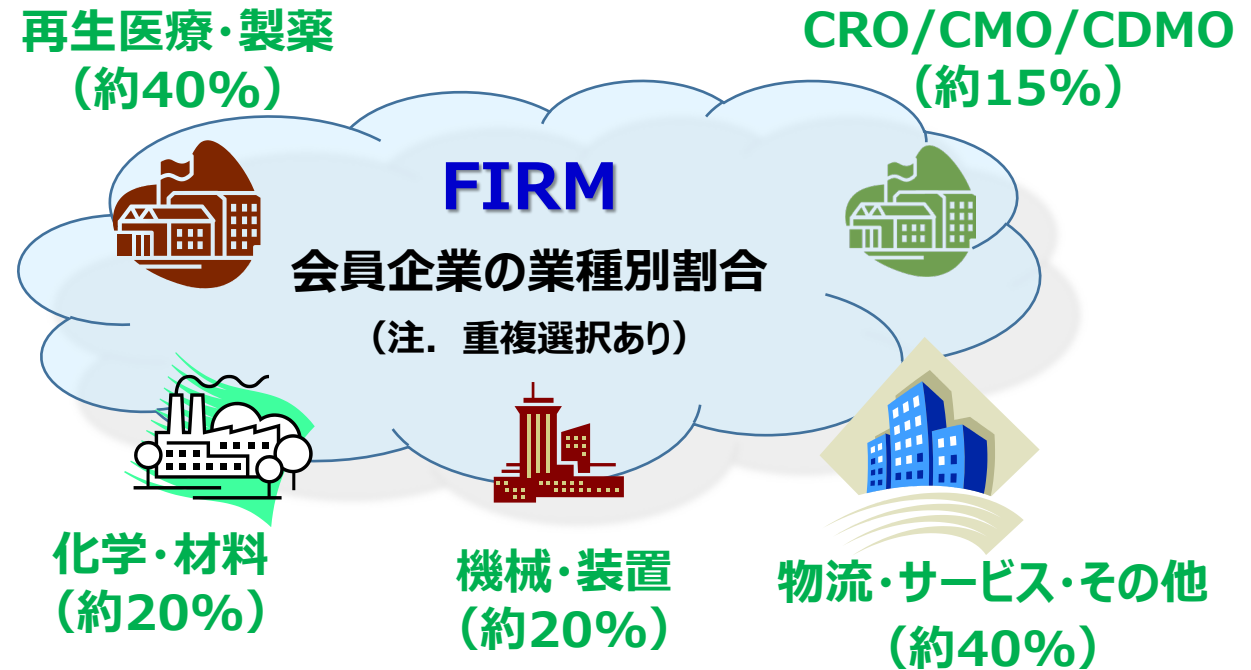 再生医療・製薬
（約40%）
CRO/CMO/CDMO
（約15%）
FIRM
会員企業の業種別割合
（注．重複選択あり）
化学・材料
（約20%）
機械・装置
（約20%）
物流・サービス・その他
（約40%）